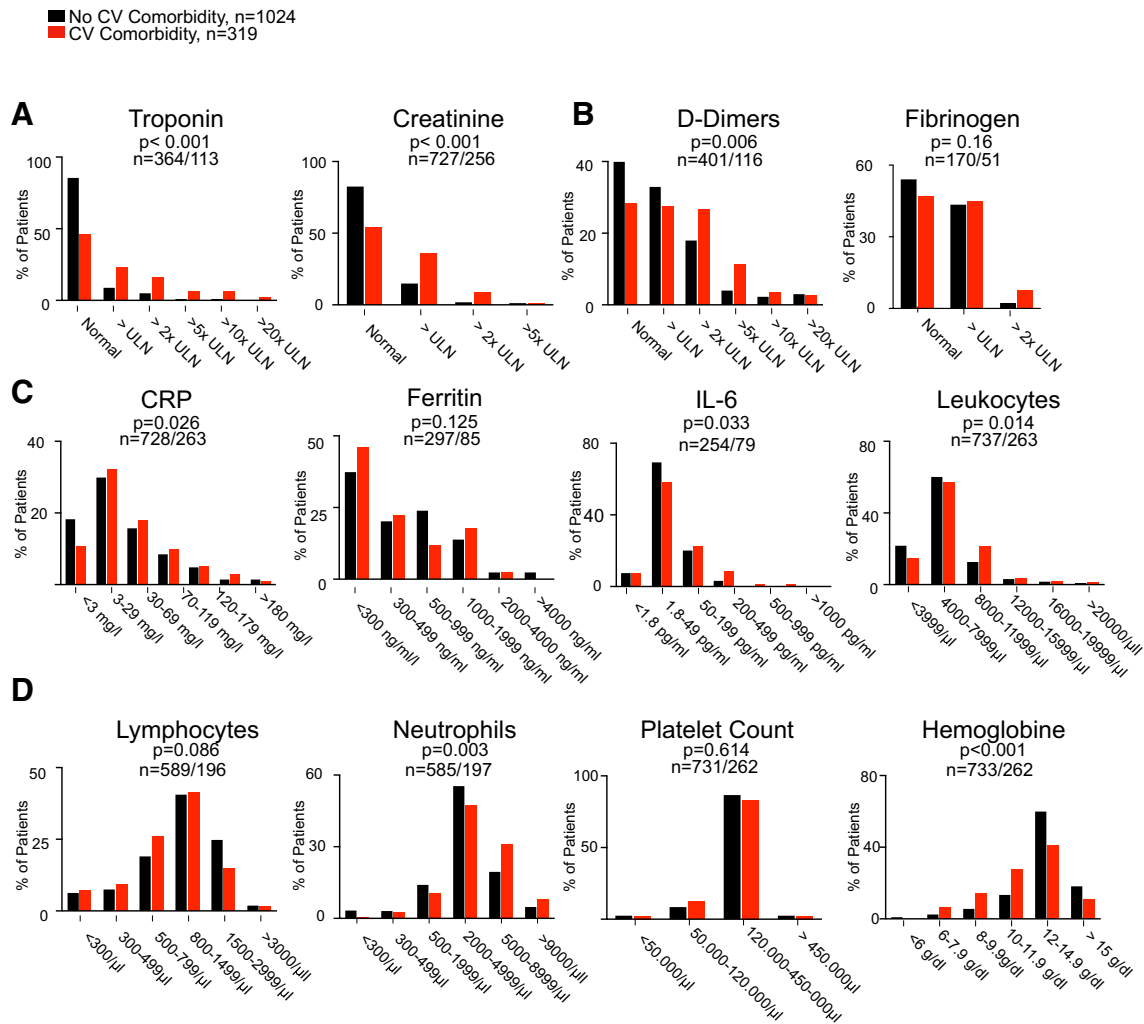 No CV Comorbidity, n=1024
CV Comorbidity, n=319
A
Troponin
p< 0.001
n=364/113
100
50
0
% of Patients
Normal
> ULN
> 2x ULN
>5x ULN
>10x ULN
>20x ULN
Creatinine
p< 0.001
n=727/256
100
50
0
% of Patients
Normal
> ULN
> 2x ULN
>5x ULN
B
D-Dimers
p=0.006
n=401/116
40
20
0
% of Patients
Normal
> ULN
> 2x ULN
>5x ULN
>10x ULN
>20x ULN
Fibrinogen
p= 0.16
n=170/51
60
30
0
% of Patients
Normal
> ULN
> 2x ULN
C
CRP
p=0.026
n=728/263
40
20
0
% of Patients
<3 mg/l
3-29 mg/l
30-69 mg/l
70-119 mg/l
120-179 mg/l
>180 mg/l
Ferritin
p=0.125
n=297/85
50
25
0
% of Patients
<300 ng/ml/l
300-499 ng/ml
500-999 ng/ml
1000-1999 ng/ml
2000-4000 ng/ml
>4000 ng/ml
IL-6
p=0.033
n=254/79
80
40
0
% of Patients
<1.8 pg/ml
1.8-49 pg/ml
50-199 pg/ml
200-499 pg/ml
500-999 pg/ml
>1000 pg/ml
Leukocytes
p= 0.014
n=737/263
80
40
0
% of Patients
<3999/µl
4000-7999µl
8000-11999/µl
12000-15999/µl
16000-19999/µl
>20000/µll
D
Lymphocytes
p=0.086
n=589/196
50
25
0
% of Patients
<300/µl
300-499µl
500-799/µl
800-1499/µl
1500-2999/µl
>3000/µll
Neutrophils
p=0.003
n=585/197
60
30
0
% of Patients
<300/µl
300-499µl
500-1999/µl
2000-4999/µl
5000-8999/µl
>9000/µll
Platelet Count
p=0.614
n=731/262
100
50
0
% of Patients
<50.000/µl
50.000-120.000/µl
120.000-450-000µl
> 450.000µl
Hemoglobine
p<0.001
n=733/262
80
40
0
% of Patients
<6 g/dl
6-7.9 g/dl
8-9.9g/dl
10-11.9 g/dl
12-14.9 g/dl
> 15 g/dl